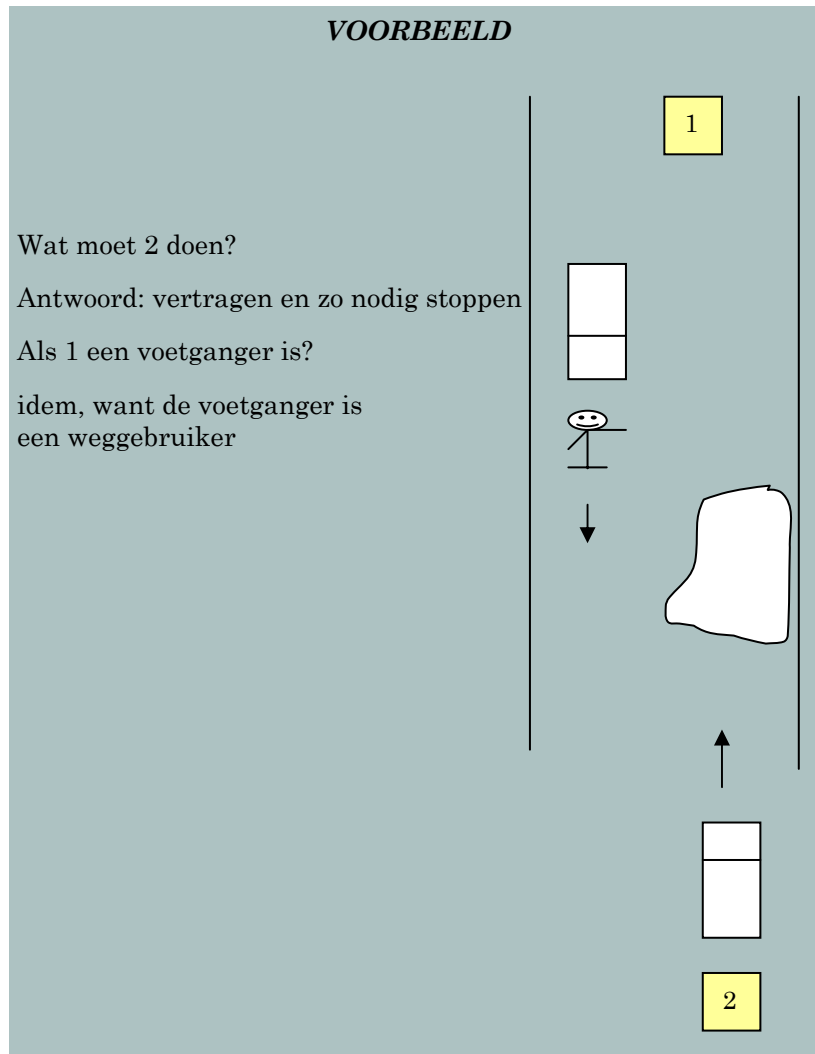 VOORBEELD
1
Wat moet 2 doen?
Antwoord: vertragen en zo nodig stoppen
Als 1 een voetganger is?
idem, want de voetganger is
een weggebruiker
2